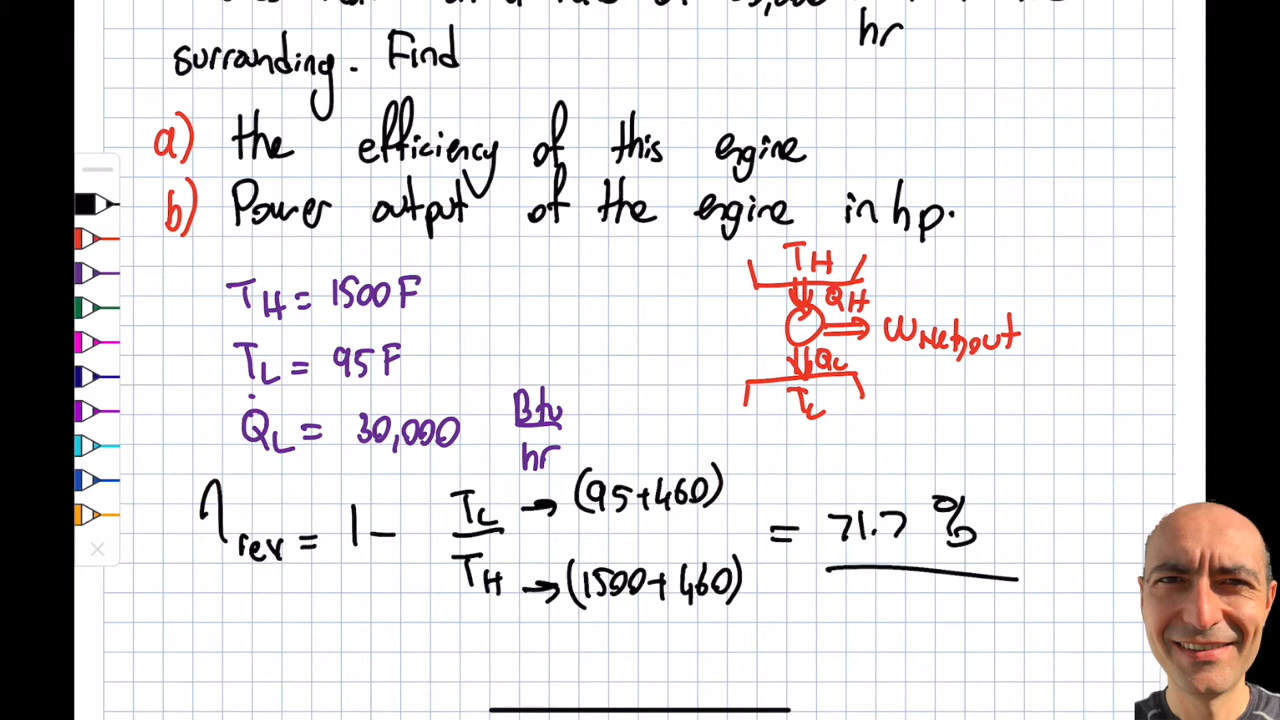 hr
surranding. Find
a) the efficiency of this engine
b) Power output of the engine in hp.
TH = 1500 F
TL = 95 F
Q̇L = 30,000 Btu/hr
TH
QH
Wnet,out
QL
TL
ηrev = 1 - TL/TH → (95+460) → (1500+460) = 71.7 %